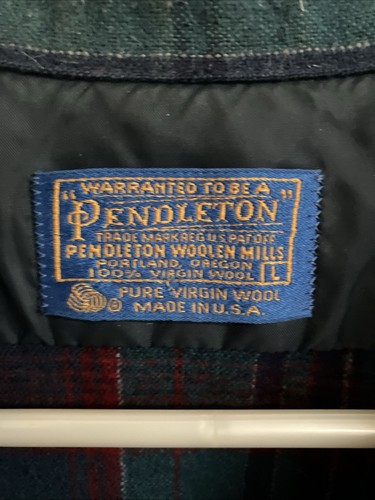 "WARRANTED TO BE A
PENDLETON"
TRADE MARK REG U.S. PAT OFF
PENDLETON WOOLEN MILLS
PORTLAND, OREGON
100% VIRGIN WOOL L
® PURE VIRGIN WOOL
MADE IN U.S.A.